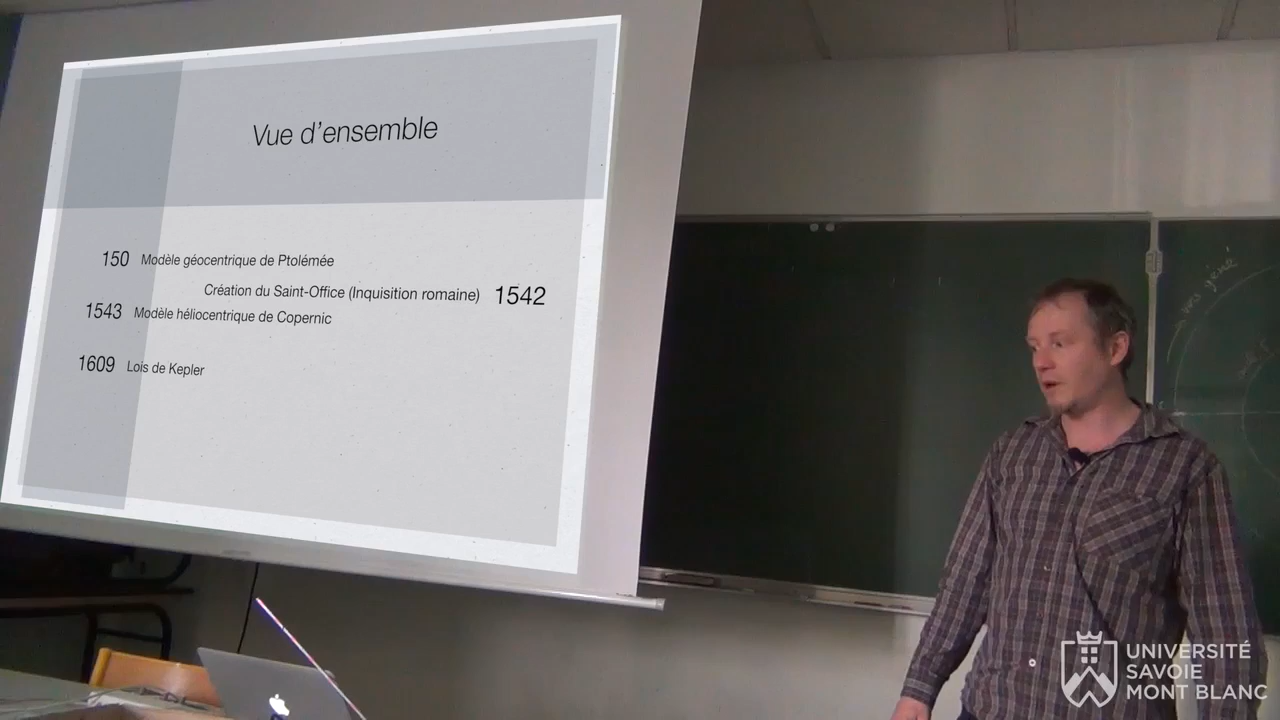 Vue d'ensemble
150 Modèle géocentrique de Ptolémée
Création du Saint-Office (Inquisition romaine) 1542
1543 Modèle héliocentrique de Copernic
1609 Lois de Kepler
UNIVERSITÉ
SAVOIE
MONT BLANC